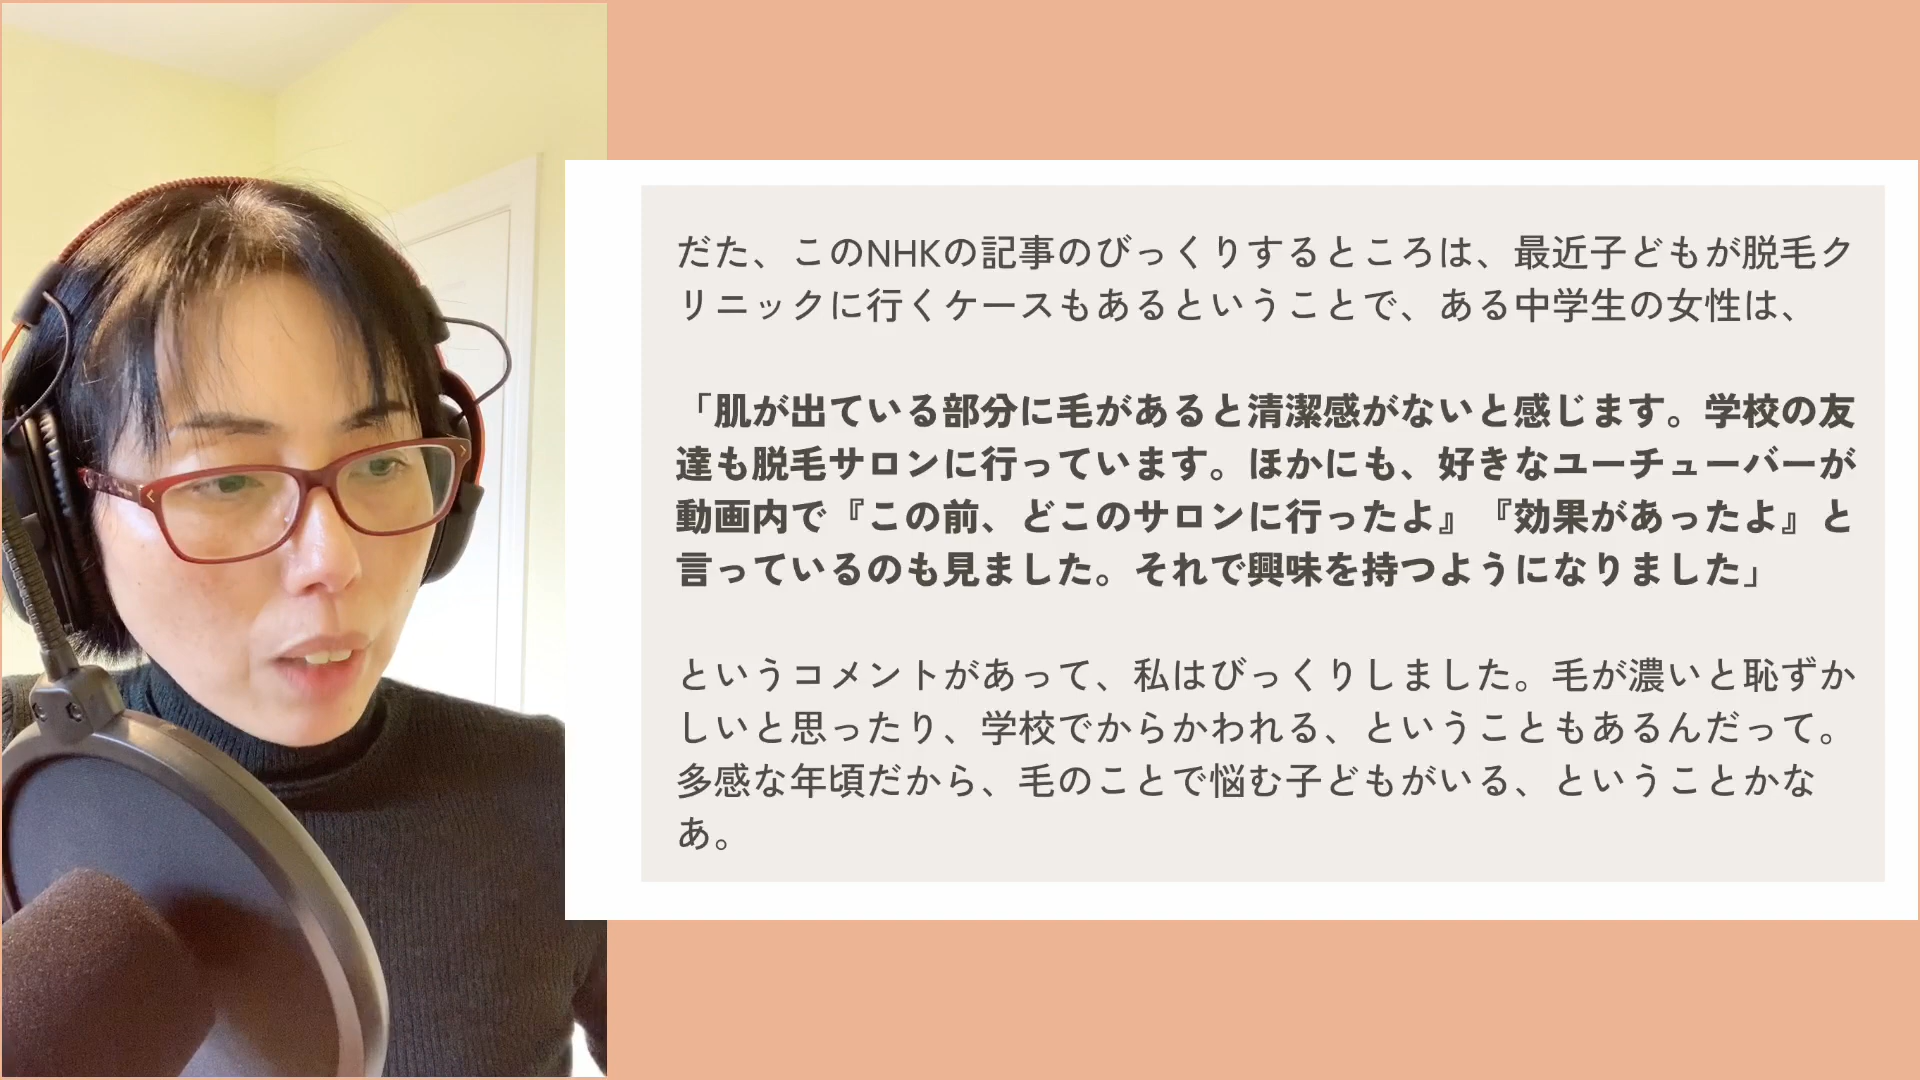 だた、このNHKの記事のびっくりするところは、最近子どもが脱毛ク
リニックに行くケースもあるということで、ある中学生の女性は、
「肌が出ている部分に毛があると清潔感がないと感じます。学校の友
達も脱毛サロンに行っています。ほかにも、好きなユーチューバーが
動画内で『この前、どこのサロンに行ったよ』『効果があったよ』と
言っているのも見ました。それで興味を持つようになりました」
というコメントがあって、私はびっくりしました。毛が濃いと恥ずか
しいと思ったり、学校でからかわれる、ということもあるんだって。
多感な年頃だから、毛のことで悩む子どもがいる、ということかな
あ。